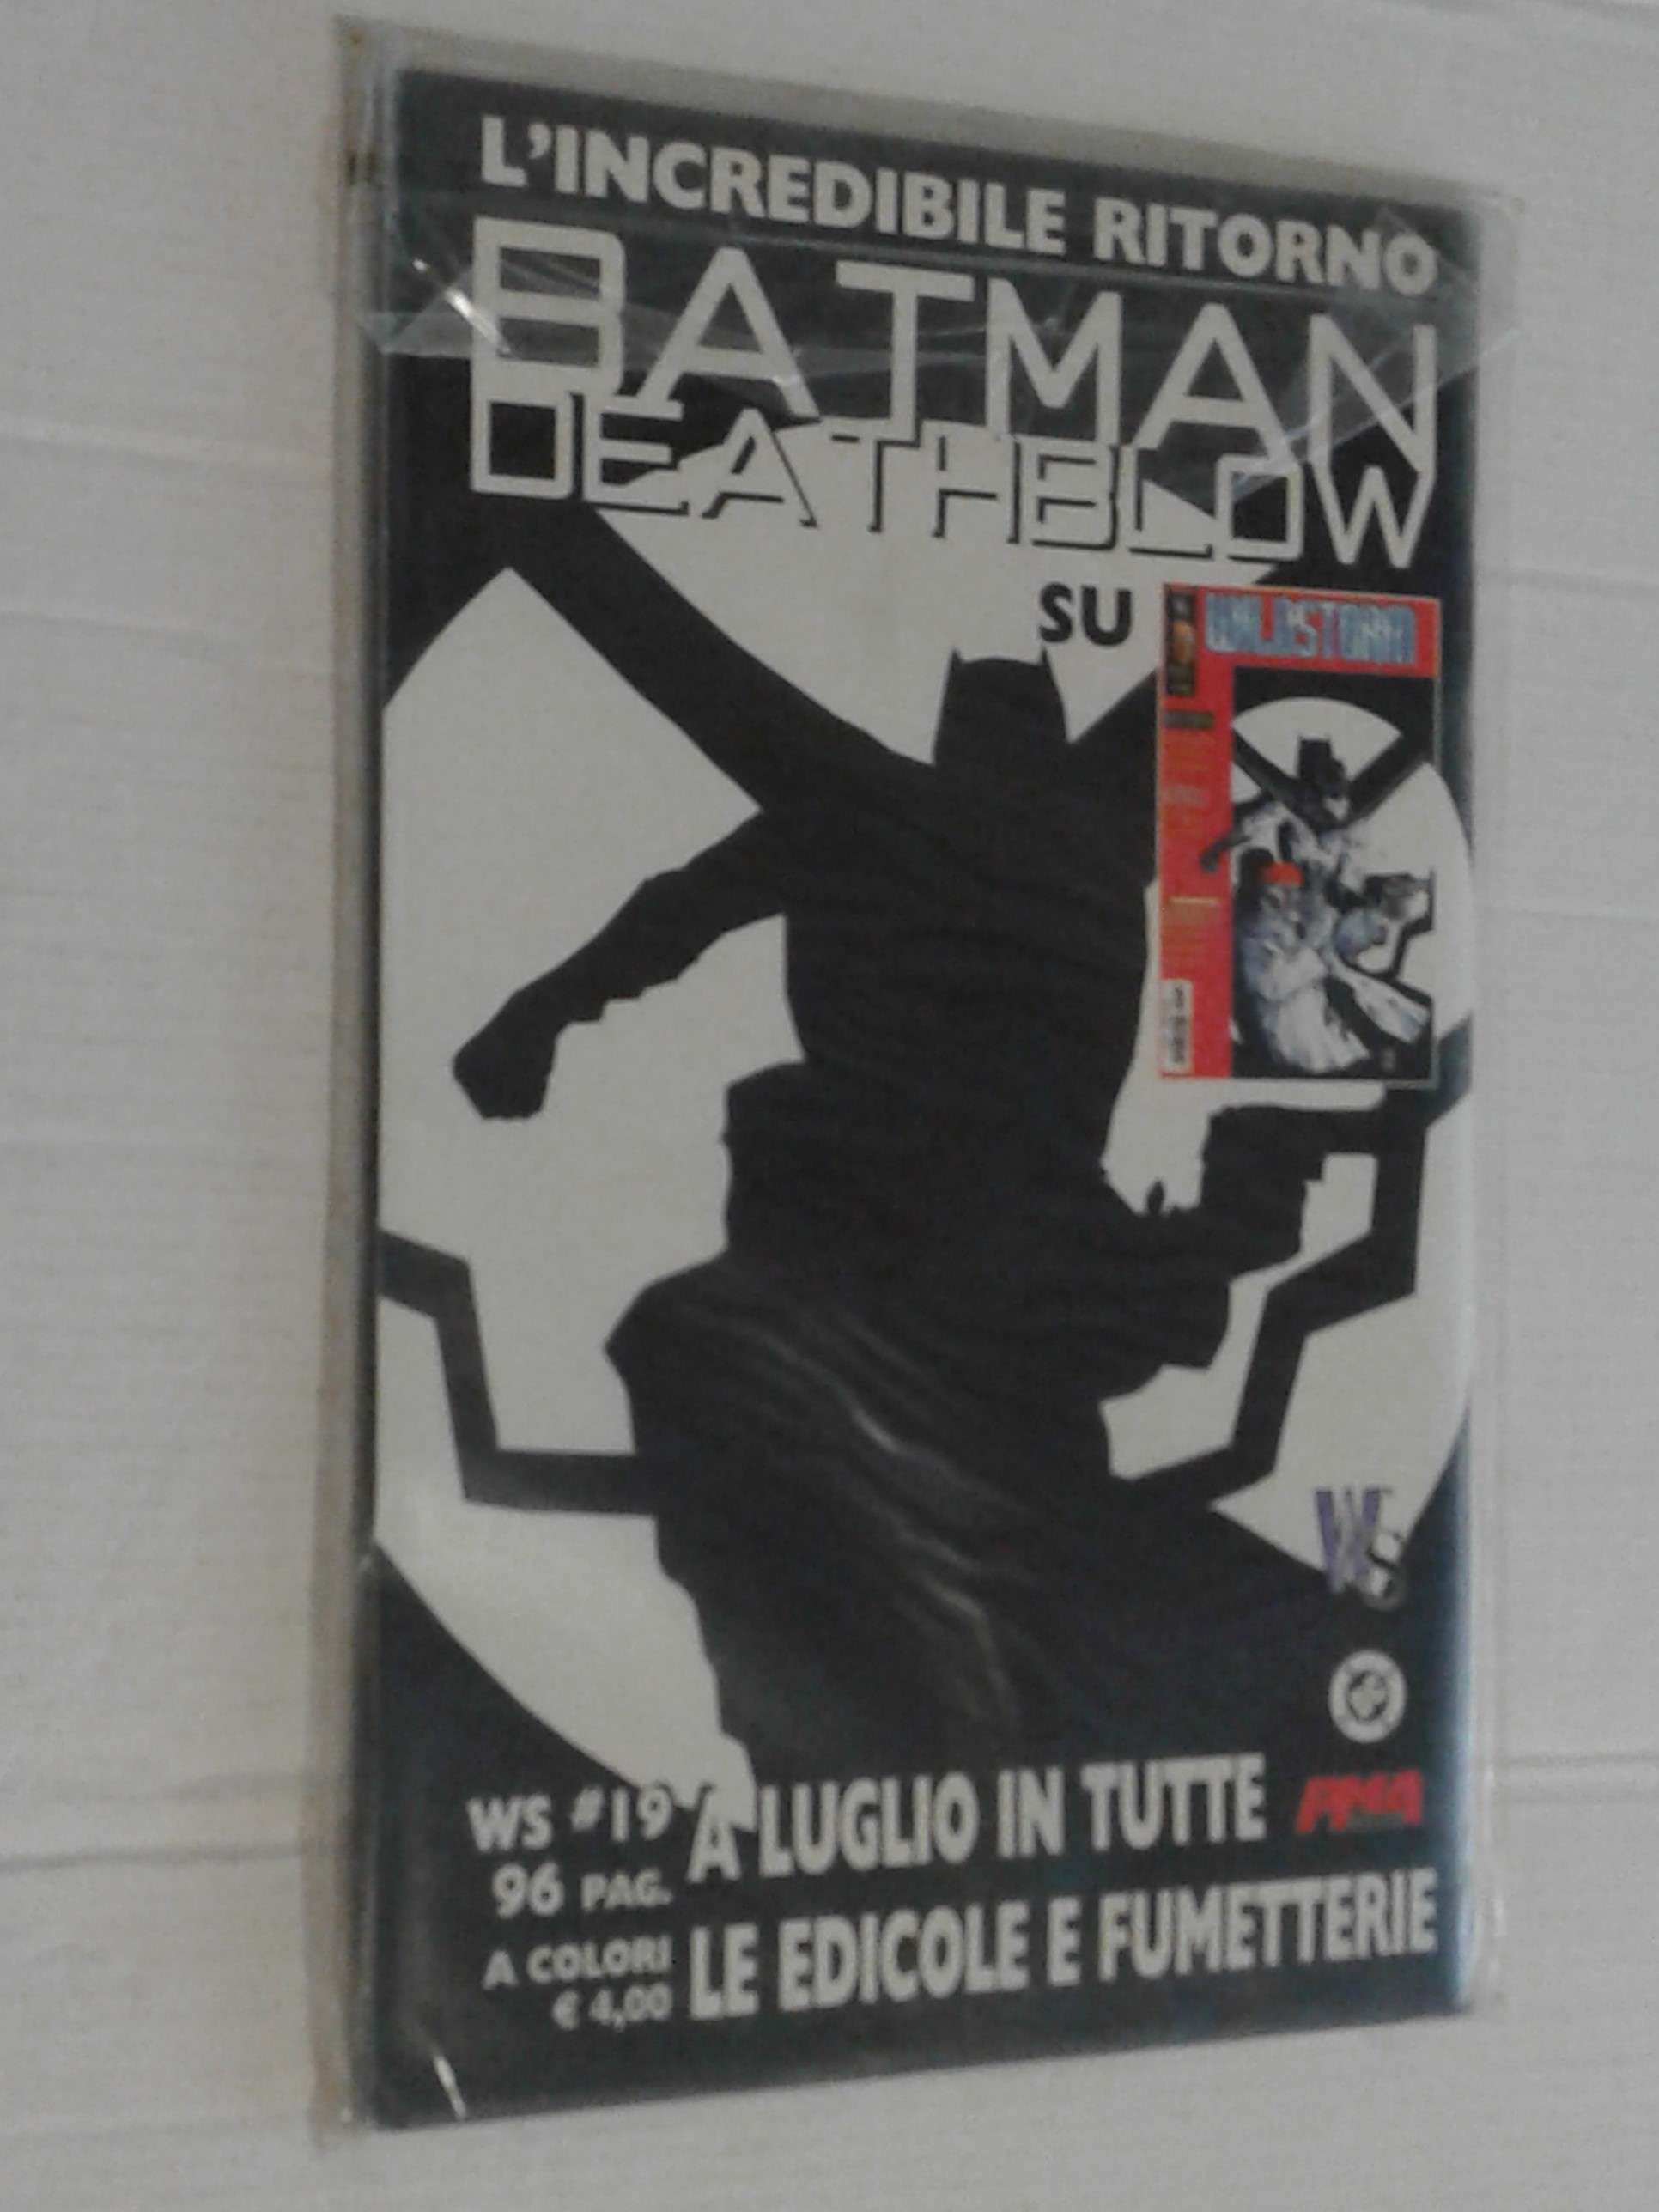 L'INCREDIBILE RITORNO
BATMAN
DEATHBLOW
SU
WILDSTORM
WS
WS #19
96 PAG.
A COLORI
€ 4,00
A LUGLIO IN TUTTE
LE EDICOLE E FUMETTERIE